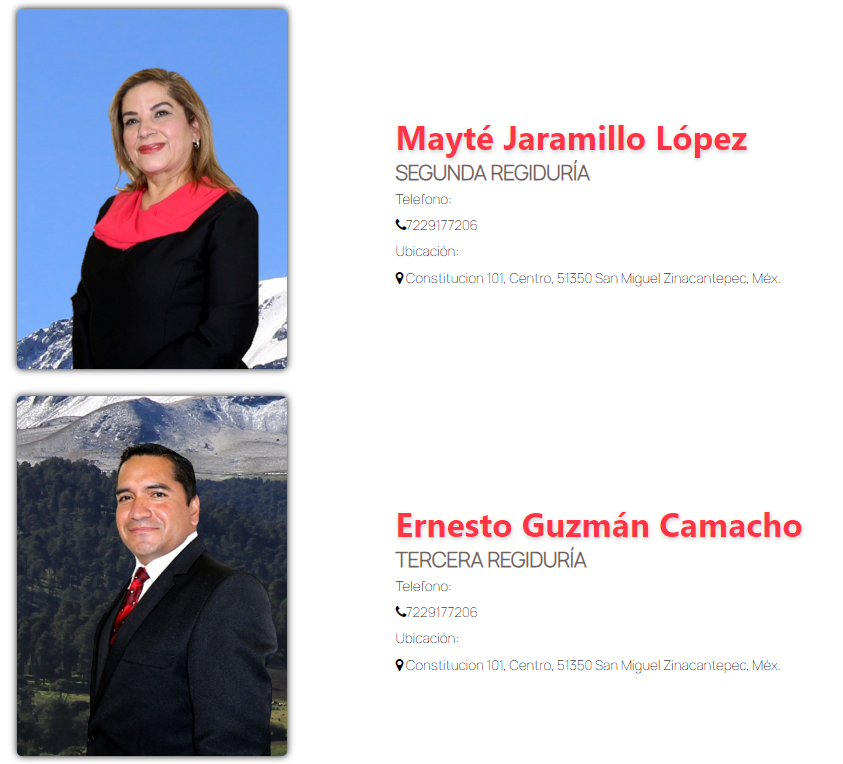 Mayté Jaramillo López
SEGUNDA REGIDURÍA
Telefono:
7229177206
Ubicación:
Constitucion 101, Centro, 51350 San Miguel Zinacantepec, Méx.
Ernesto Guzmán Camacho
TERCERA REGIDURÍA
Telefono:
7229177206
Ubicación:
Constitucion 101, Centro, 51350 San Miguel Zinacantepec, Méx.